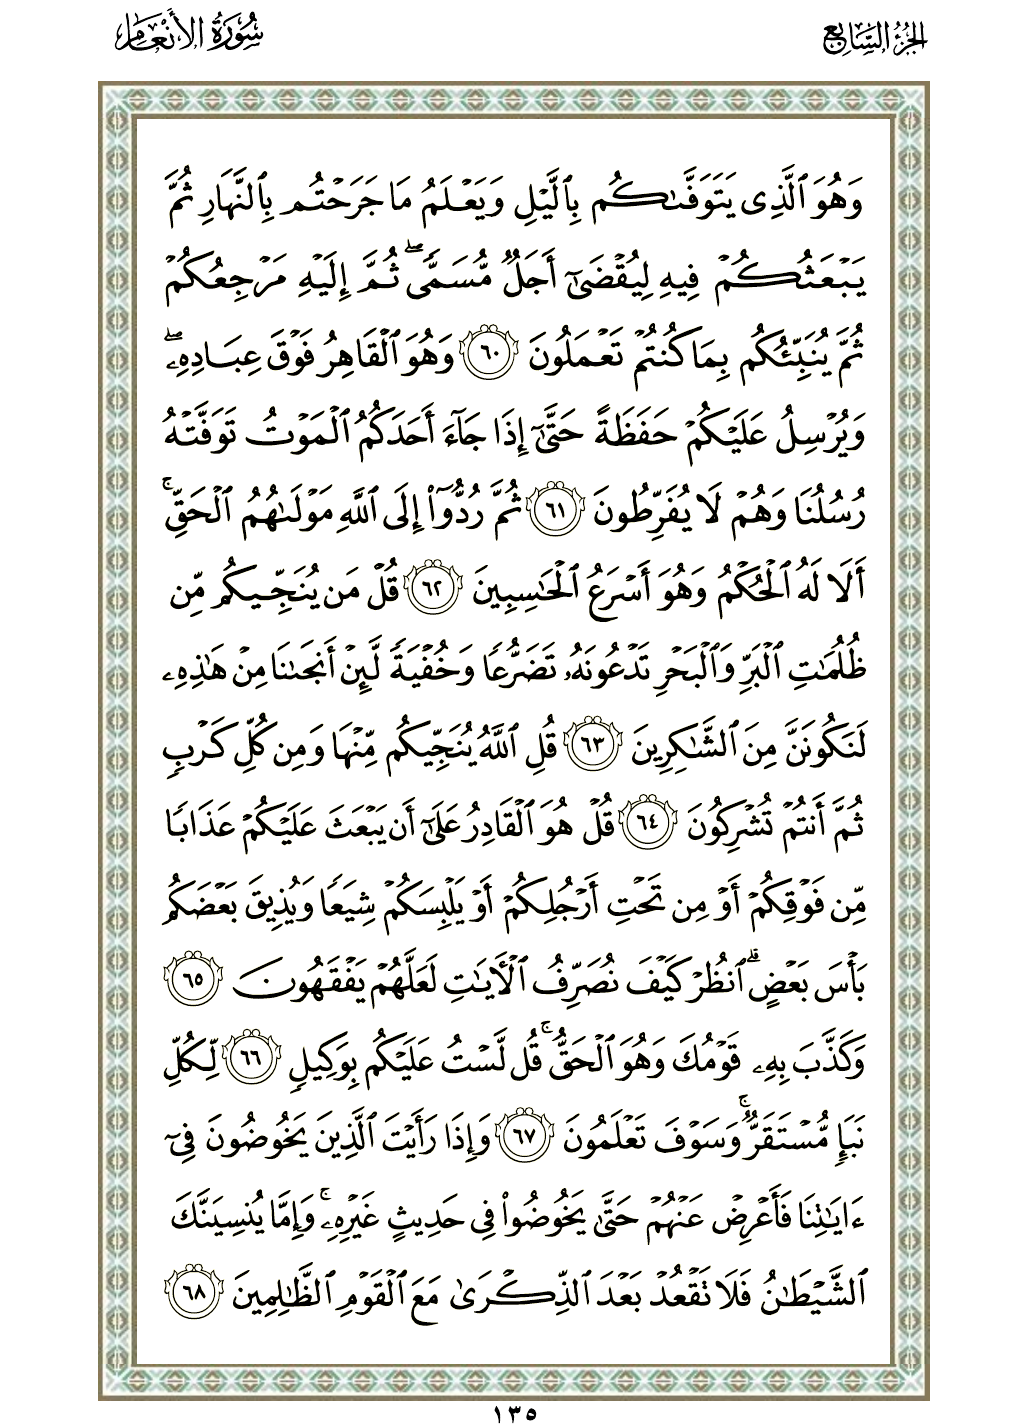 الجزء السابع
سورة الأنعام
وَهُوَ ٱلَّذِى يَتَوَفَّىٰكُم بِٱلَّيْلِ وَيَعْلَمُ مَا جَرَحْتُم بِٱلنَّهَارِ ثُمَّ
يَبْعَثُكُمْ فِيهِ لِيُقْضَىٰٓ أَجَلٌ مُّسَمًّى ۖ ثُمَّ إِلَيْهِ مَرْجِعُكُمْ
ثُمَّ يُنَبِّئُكُم بِمَا كُنتُمْ تَعْمَلُونَ ٦٠ وَهُوَ ٱلْقَاهِرُ فَوْقَ عِبَادِهِۦ ۖ
وَيُرْسِلُ عَلَيْكُمْ حَفَظَةً حَتَّىٰٓ إِذَا جَآءَ أَحَدَكُمُ ٱلْمَوْتُ تَوَفَّتْهُ
رُسُلُنَا وَهُمْ لَا يُفَرِّطُونَ ٦١ ثُمَّ رُدُّوٓا۟ إِلَى ٱللَّهِ مَوْلَىٰهُمُ ٱلْحَقِّ ۚ
أَلَا لَهُ ٱلْحُكْمُ وَهُوَ أَسْرَعُ ٱلْحَٰسِبِينَ ٦٢ قُلْ مَن يُنَجِّيكُم مِّن
ظُلُمَٰتِ ٱلْبَرِّ وَٱلْبَحْرِ تَدْعُونَهُۥ تَضَرُّعًا وَخُفْيَةً لَّئِنْ أَنجَىٰنَا مِنْ هَٰذِهِۦ
لَنَكُونَنَّ مِنَ ٱلشَّٰكِرِينَ ٦٣ قُلِ ٱللَّهُ يُنَجِّيكُم مِّنْهَا وَمِن كُلِّ كَرْبٍ
ثُمَّ أَنتُمْ تُشْرِكُونَ ٦٤ قُلْ هُوَ ٱلْقَادِرُ عَلَىٰٓ أَن يَبْعَثَ عَلَيْكُمْ عَذَابًا
مِّن فَوْقِكُمْ أَوْ مِن تَحْتِ أَرْجُلِكُمْ أَوْ يَلْبِسَكُمْ شِيَعًا وَيُذِيقَ بَعْضَكُم
بَأْسَ بَعْضٍ ۗ ٱنظُرْ كَيْفَ نُصَرِّفُ ٱلْءَايَٰتِ لَعَلَّهُمْ يَفْقَهُونَ ٦٥
وَكَذَّبَ بِهِۦ قَوْمُكَ وَهُوَ ٱلْحَقُّ ۚ قُل لَّسْتُ عَلَيْكُم بِوَكِيلٍ ٦٦ لِّكُلِّ
نَبَإٍ مُّسْتَقَرٌّ ۚ وَسَوْفَ تَعْلَمُونَ ٦٧ وَإِذَا رَأَيْتَ ٱلَّذِينَ يَخُوضُونَ فِىٓ
ءَايَٰتِنَا فَأَعْرِضْ عَنْهُمْ حَتَّىٰ يَخُوضُوا۟ فِى حَدِيثٍ غَيْرِهِۦ ۚ وَإِمَّا يُنسِيَنَّكَ
ٱلشَّيْطَٰنُ فَلَا تَقْعُدْ بَعْدَ ٱلذِّكْرَىٰ مَعَ ٱلْقَوْمِ ٱلظَّٰلِمِينَ ٦٨
١٣٥